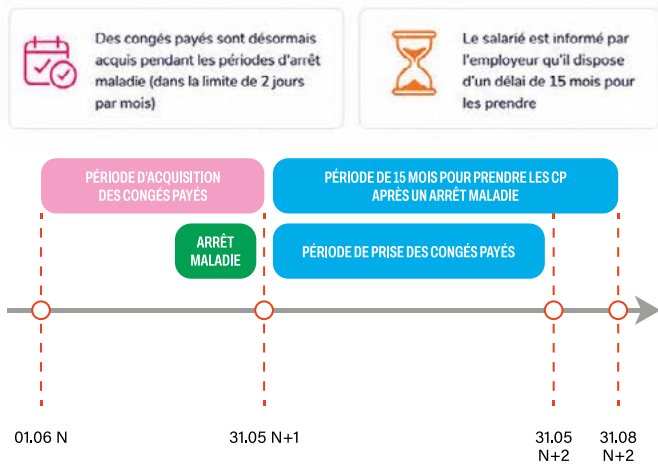 Des congés payés sont désormais
acquis pendant les périodes d'arrêt
maladie (dans la limite de 2 jours
par mois)
Le salarié est informé par
l'employeur qu'il dispose
d'un délai de 15 mois pour
les prendre
PÉRIODE D'ACQUISITION
DES CONGÉS PAYÉS
PÉRIODE DE 15 MOIS POUR PRENDRE LES CP
APRÈS UN ARRÊT MALADIE
ARRÊT
MALADIE
PÉRIODE DE PRISE DES CONGÉS PAYÉS
01.06 N
31.05 N+1
31.05
N+2
31.08
N+2